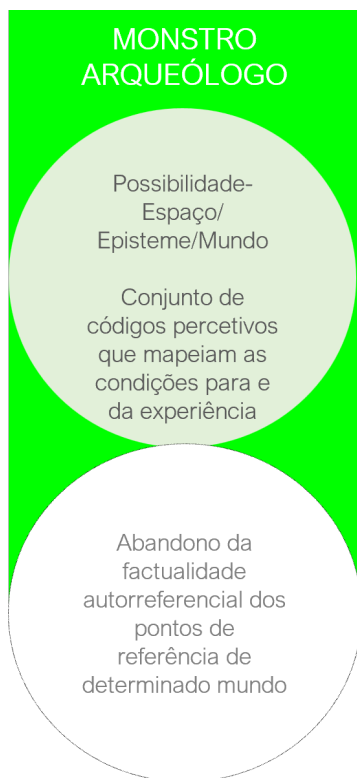 MONSTRO
ARQUEÓLOGO
Possibilidade-
Espaço/
Episteme/Mundo
Conjunto de
códigos percetivos
que mapeiam as
condições para e
da experiência
Abandono da
factualidade
autorreferencial dos
pontos de
referência de
determinado mundo